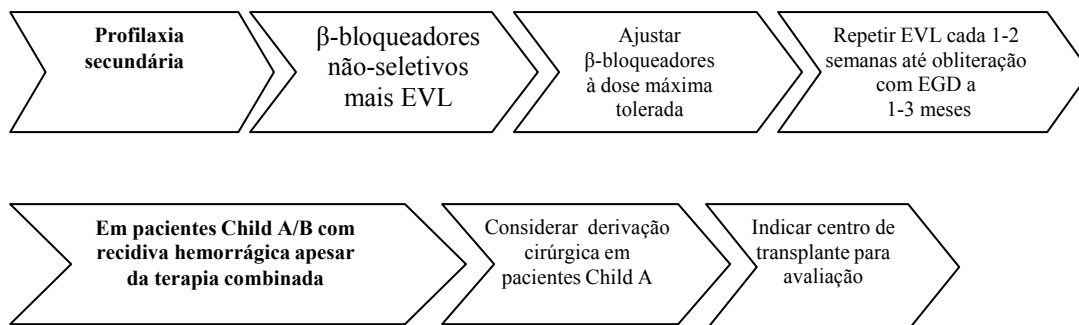 Profilaxia
secundária
β-bloqueadores
não-seletivos
mais EVL
Ajustar
β-bloqueadores
à dose máxima
tolerada
Repetir EVL cada 1-2
semanas até obliteração
com EGD a
1-3 meses
Em pacientes Child A/B com
recidiva hemorrágica apesar
da terapia combinada
Considerar derivação
cirúrgica em
pacientes Child A
Indicar centro de
transplante para
avaliação